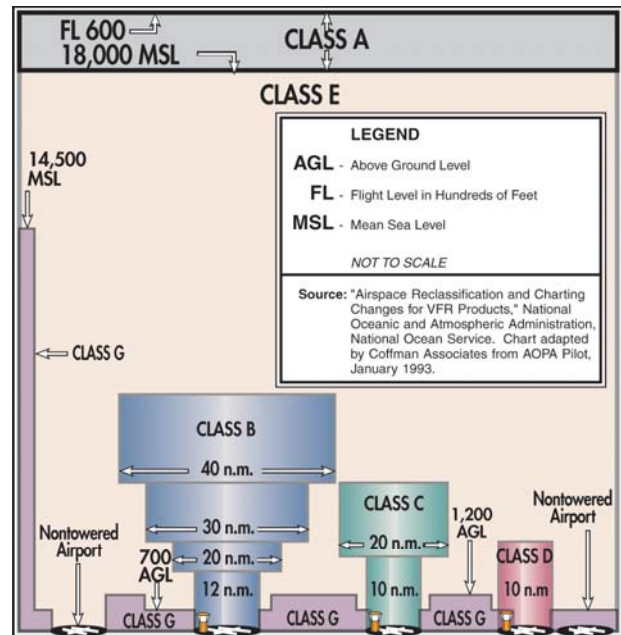 FL 600
18,000 MSL
CLASS A
CLASS E
14,500
MSL
LEGEND
AGL - Above Ground Level
FL - Flight Level in Hundreds of Feet
MSL - Mean Sea Level
NOT TO SCALE
Source: "Airspace Reclassification and Charting
Changes for VFR Products," National
Oceanic and Atmospheric Administration,
National Ocean Service. Chart adapted
by Coffman Associates from AOPA Pilot,
January 1993.
CLASS G
CLASS B
40 n.m.
30 n.m.
20 n.m.
12 n.m.
CLASS C
20 n.m.
10 n.m.
1,200
AGL
Nontowered
Airport
CLASS D
10 n.m
Nontowered
Airport
700
AGL
CLASS G
CLASS G
CLASS G